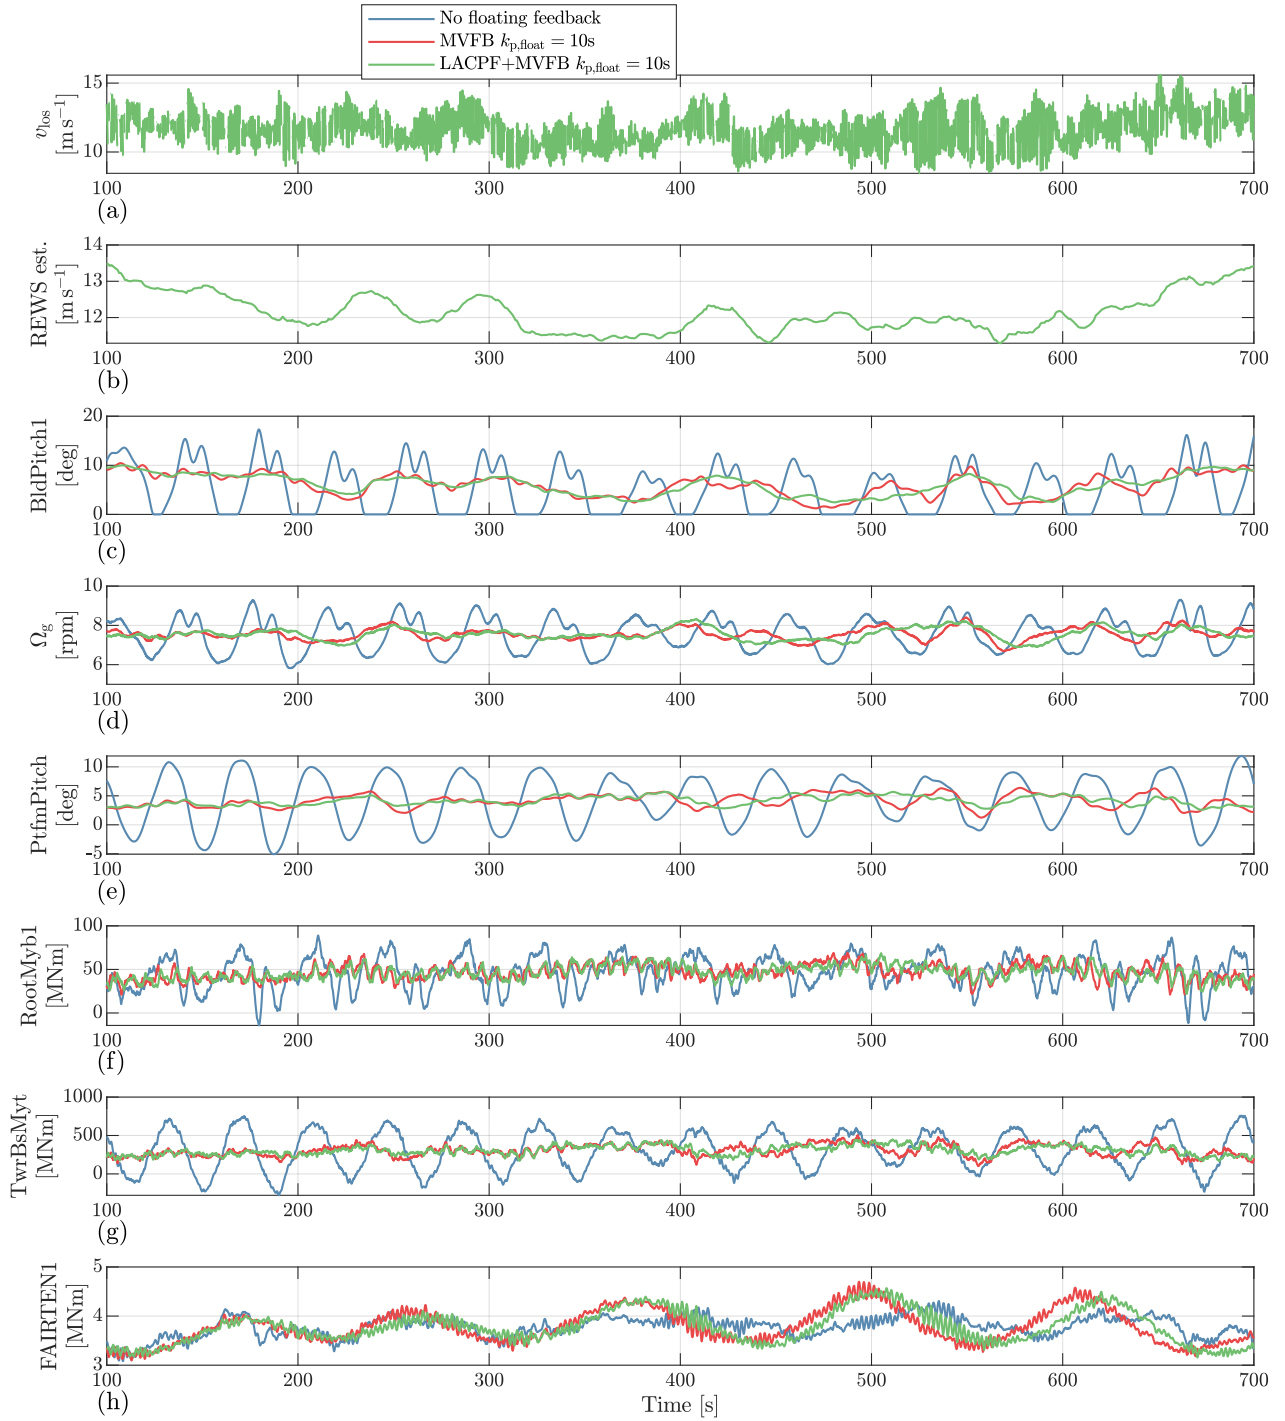 No floating feedback
MVFB kp,float = 10s
LACPF+MVFB kp,float = 10s
vlos
[m s−1]
15
10
100 200 300 400 500 600 700
(a)
REWS est.
[m s−1]
14
13
12
100 200 300 400 500 600 700
(b)
BldPitch1
[deg]
20
10
0
100 200 300 400 500 600 700
(c)
Ωg
[rpm]
10
8
6
100 200 300 400 500 600 700
(d)
PtfmPitch
[deg]
10
5
0
-5
100 200 300 400 500 600 700
(e)
RootMyb1
[MNm]
100
50
0
100 200 300 400 500 600 700
(f)
TwrBsMyt
[MNm]
1000
500
0
100 200 300 400 500 600 700
(g)
FAIRTEN1
[MNm]
5
4
3
100 200 300 400 500 600 700
Time [s]
(h)